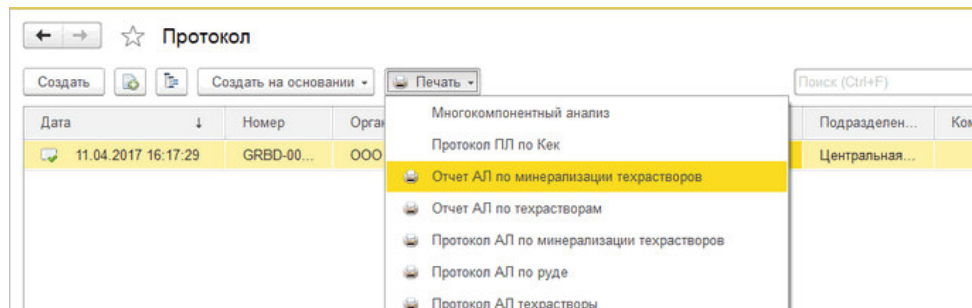 Протокол
Создать Создать на основании Печать Поиск (Ctrl+F)
Дата ↓ Номер Орган Подразделен... Ком
11.04.2017 16:17:29 GRBD-00... ООО Центральная...
Многокомпонентный анализ
Протокол ПЛ по Кек
Отчет АЛ по минерализации техрастворов
Отчет АЛ по техрастворам
Протокол АЛ по минерализации техрастворов
Протокол АЛ по руде
Протокол АЛ техрастворы